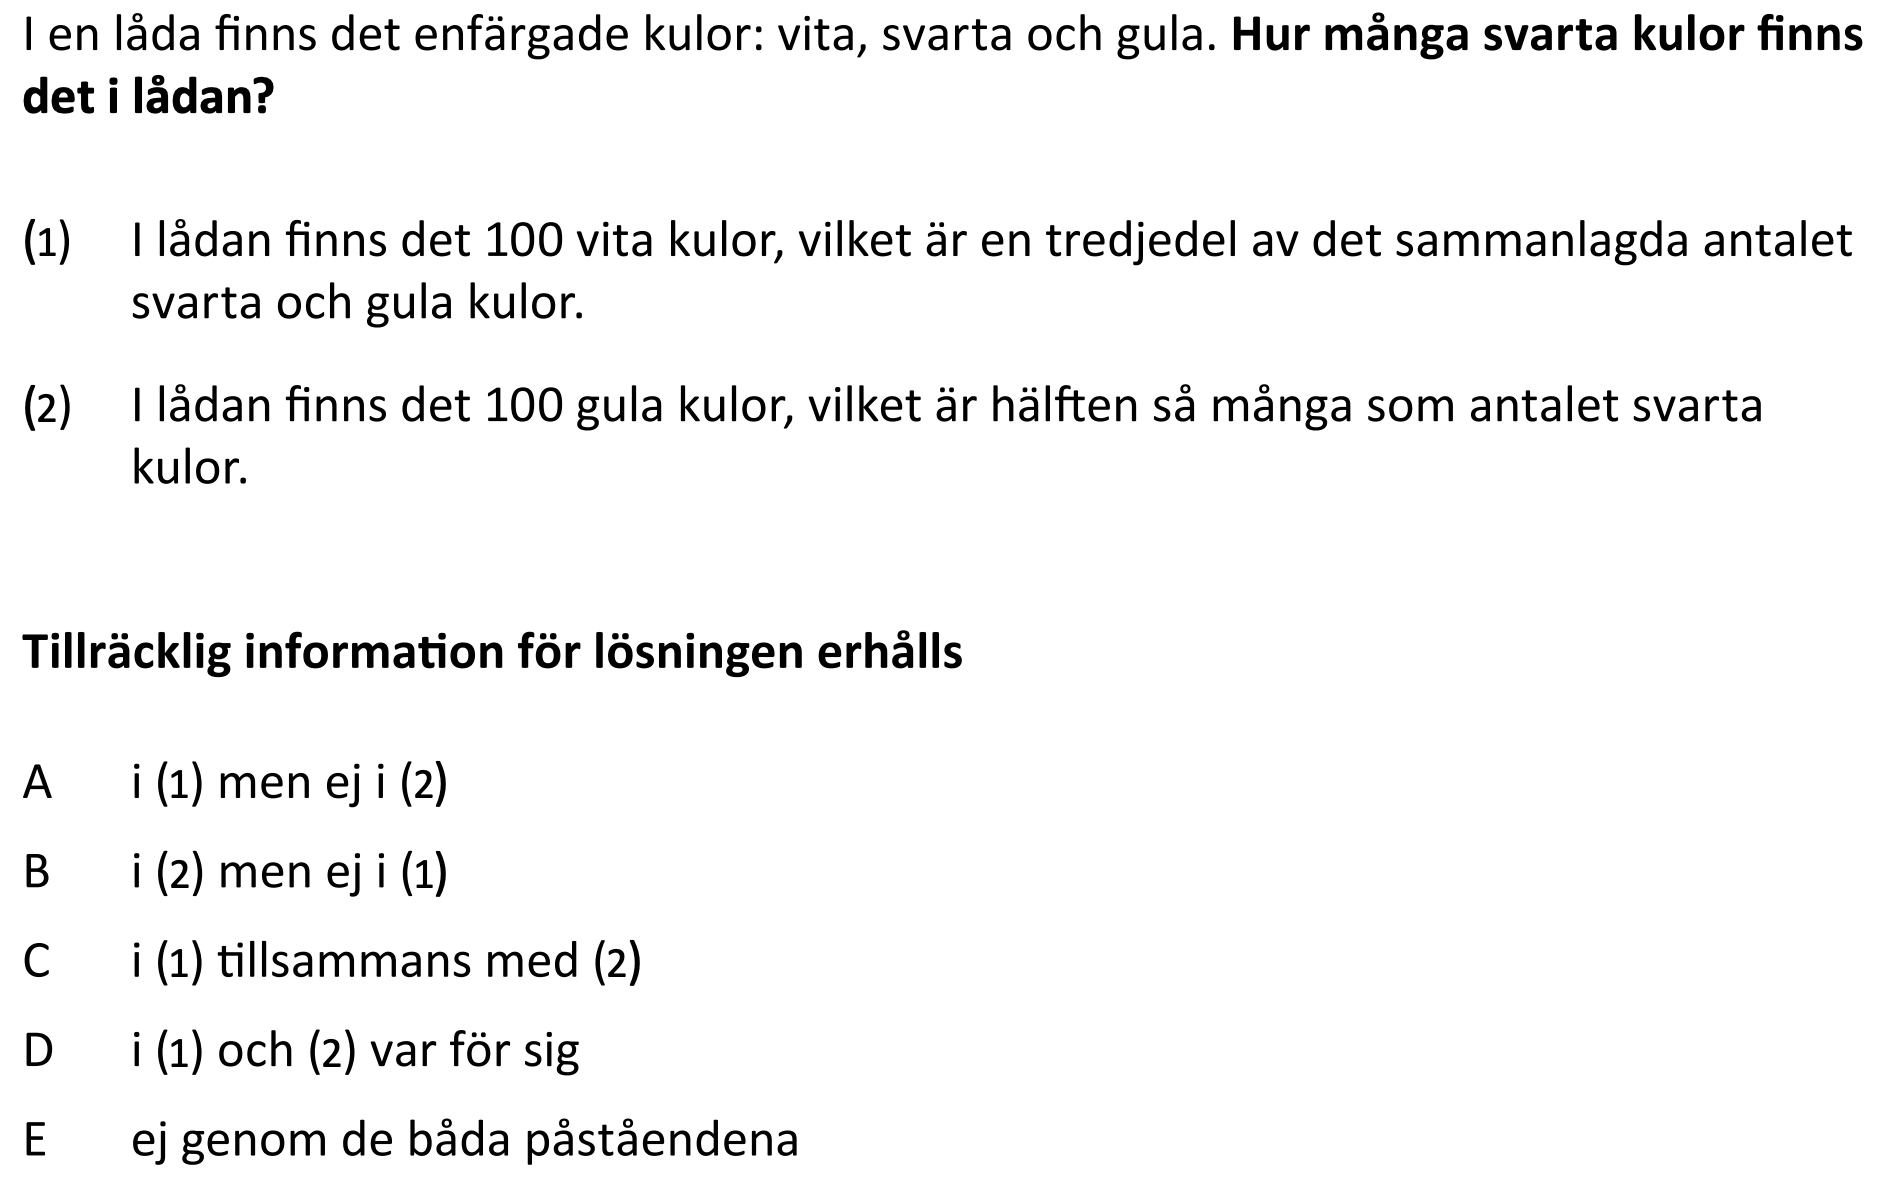 I en låda finns det enfärgade kulor: vita, svarta och gula. Hur många svarta kulor finns
det i lådan?
(1) I lådan finns det 100 vita kulor, vilket är en tredjedel av det sammanlagda antalet
svarta och gula kulor.
(2) I lådan finns det 100 gula kulor, vilket är hälften så många som antalet svarta
kulor.
Tillräcklig information för lösningen erhålls
A i (1) men ej i (2)
B i (2) men ej i (1)
C i (1) tillsammans med (2)
D i (1) och (2) var för sig
E ej genom de båda påståendena